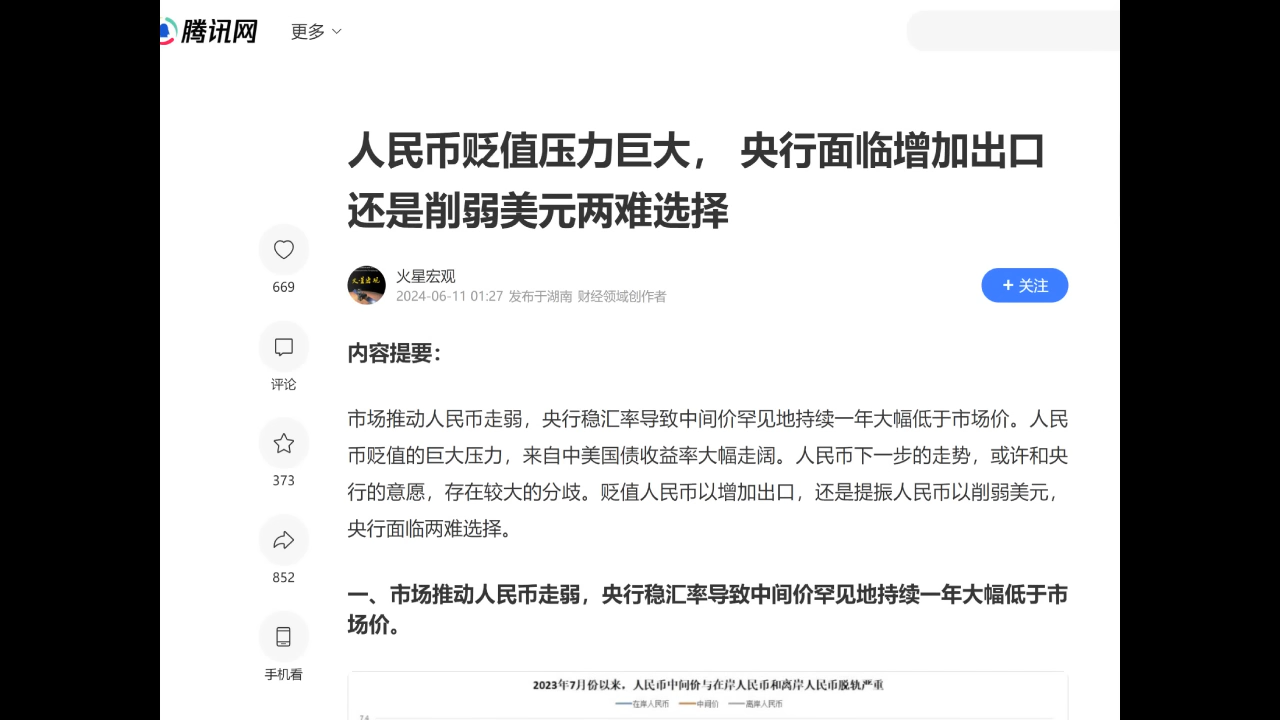 腾讯网
更多
人民币贬值压力巨大， 央行面临增加出口
还是削弱美元两难选择
火星宏观
2024-06-11 01:27 发布于湖南 财经领域创作者
+ 关注
669
评论
373
852
手机看
内容提要：
市场推动人民币走弱，央行稳汇率导致中间价罕见地持续一年大幅低于市场价。人民
币贬值的巨大压力，来自中美国债收益率大幅走阔。人民币下一步的走势，或许和央
行的意愿，存在较大的分歧。贬值人民币以增加出口，还是提振人民币以削弱美元，
央行面临两难选择。
一、市场推动人民币走弱，央行稳汇率导致中间价罕见地持续一年大幅低于市
场价。
2023年7月份以来，人民币中间价与在岸人民币和离岸人民币脱轨严重
在岸人民币 中间价 离岸人民币
7.4